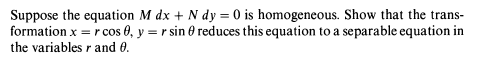 Suppose the equation M dx + N dy = 0 is homogeneous. Show that the trans-
formation x = r cos θ, y = r sin θ reduces this equation to a separable equation in
the variables r and θ.